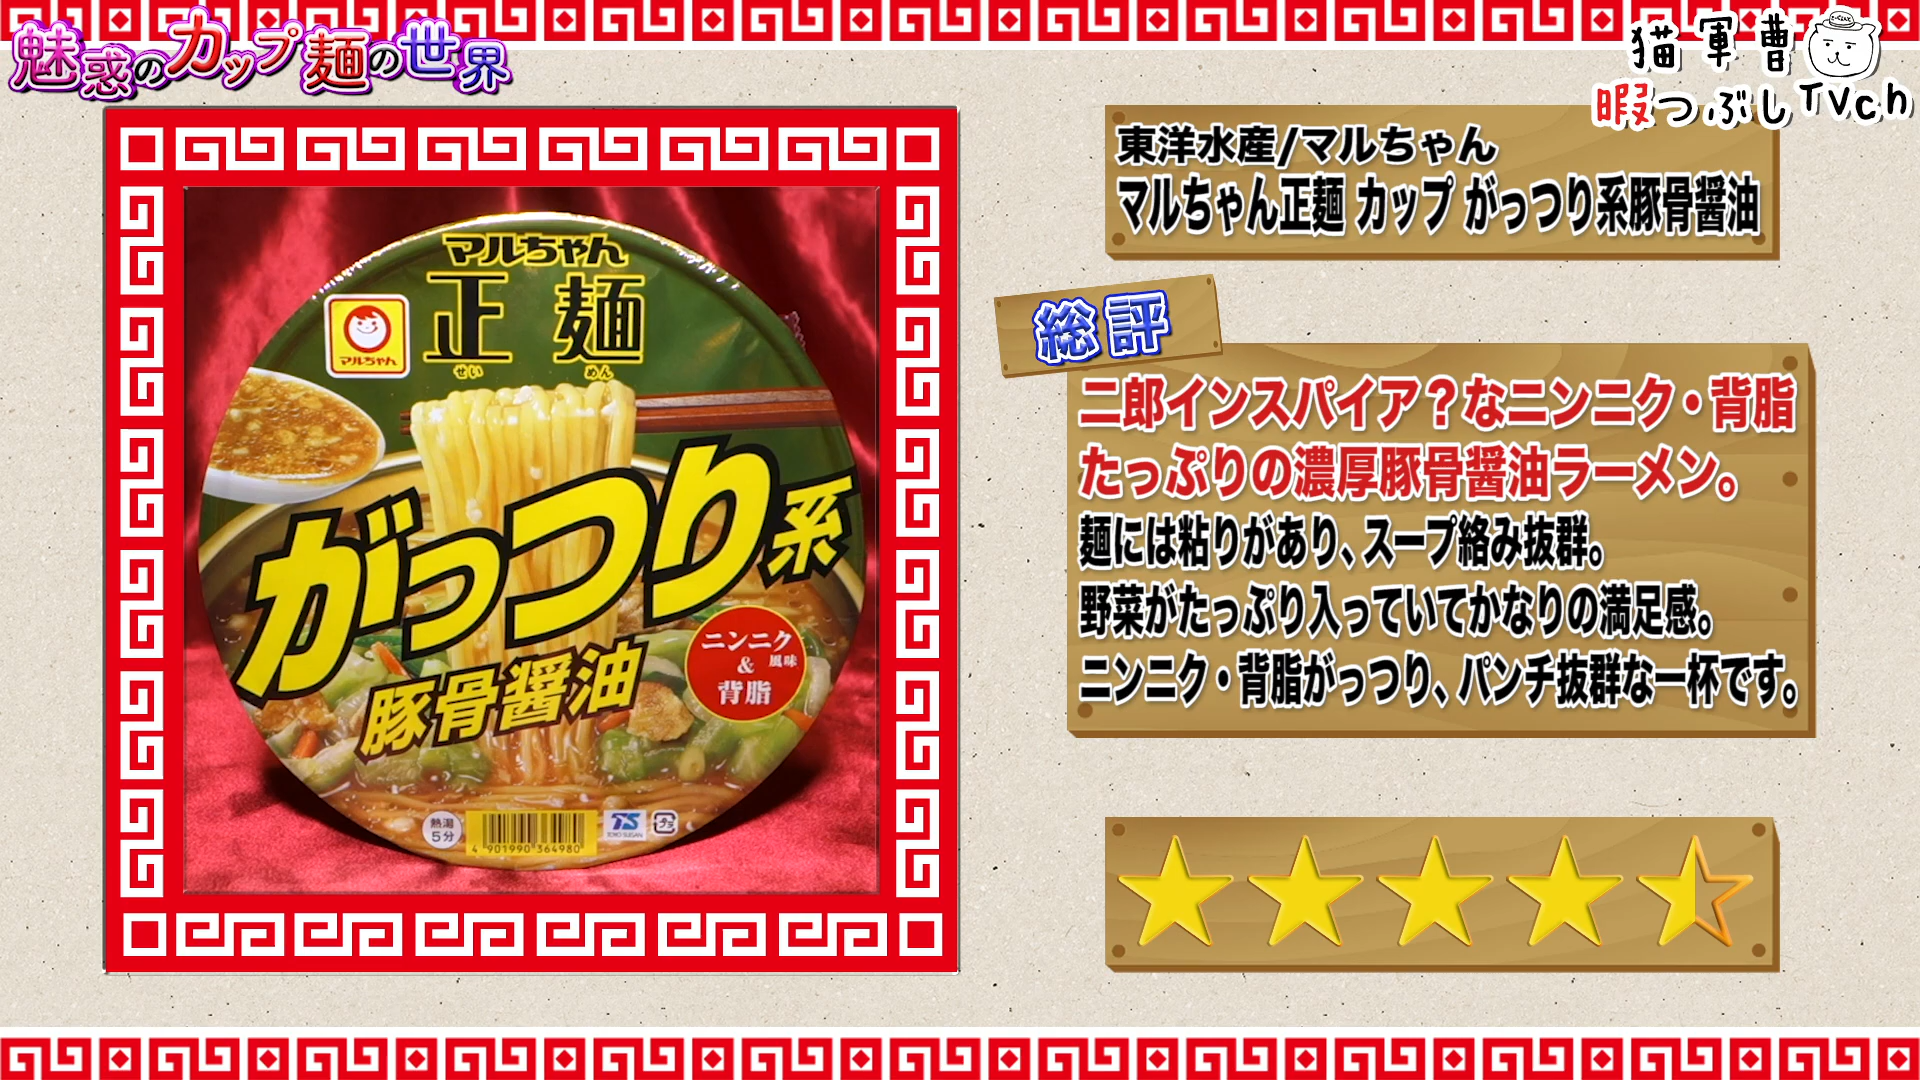 魅惑のカップ麺の世界
猫軍曹
暇つぶしTVch
東洋水産/マルちゃん
マルちゃん正麺 カップ がっつり系豚骨醤油
総評
二郎インスパイア?なニンニク・背脂
たっぷりの濃厚豚骨醤油ラーメン。
麺には粘りがあり、スープ絡み抜群。
野菜がたっぷり入っていてかなりの満足感。
ニンニク・背脂がっつり、パンチ抜群な一杯です。
マルちゃん
正麺
せい めん
マルちゃん
がっつり系
豚骨醤油
ニンニク
風味
&
背脂
熱湯
5分
4 901990 364980
TS
TOYO SEIKAN
プラ